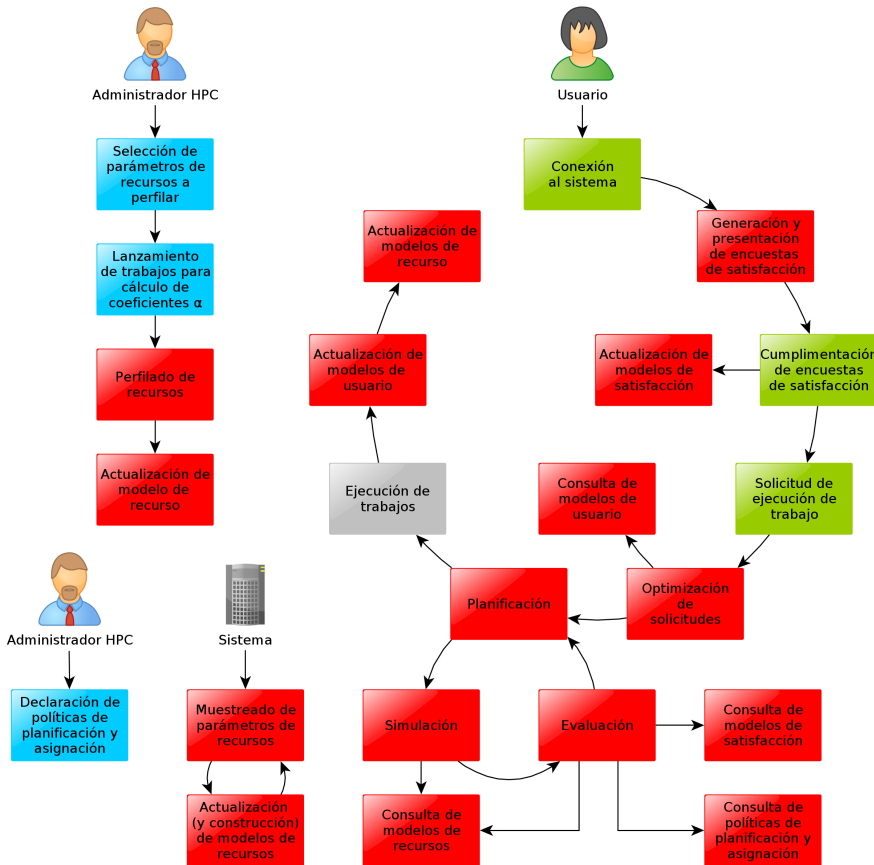 Administrador HPC
Selección de
parámetros de
recursos a
perfilar
Lanzamiento
de trabajos para
cálculo de
coeficientes α
Perfilado de
recursos
Actualización de
modelo de
recurso
Usuario
Conexión
al sistema
Generación y
presentación
de encuestas
de satisfacción
Cumplimentación
de encuestas
de satisfacción
Actualización de
modelos de
satisfacción
Solicitud de
ejecución de
trabajo
Optimización
de
solicitudes
Consulta de
modelos de
usuario
Planificación
Ejecución de
trabajos
Actualización de
modelos de
usuario
Actualización de
modelos de
recurso
Simulación
Evaluación
Consulta de
modelos de
recursos
Consulta de
modelos de
satisfacción
Consulta de
políticas de
planificación y
asignación
Administrador HPC
Declaración de
políticas de
planificación y
asignación
Sistema
Muestreado de
parámetros de
recursos
Actualización
(y construcción)
de modelos de
recursos